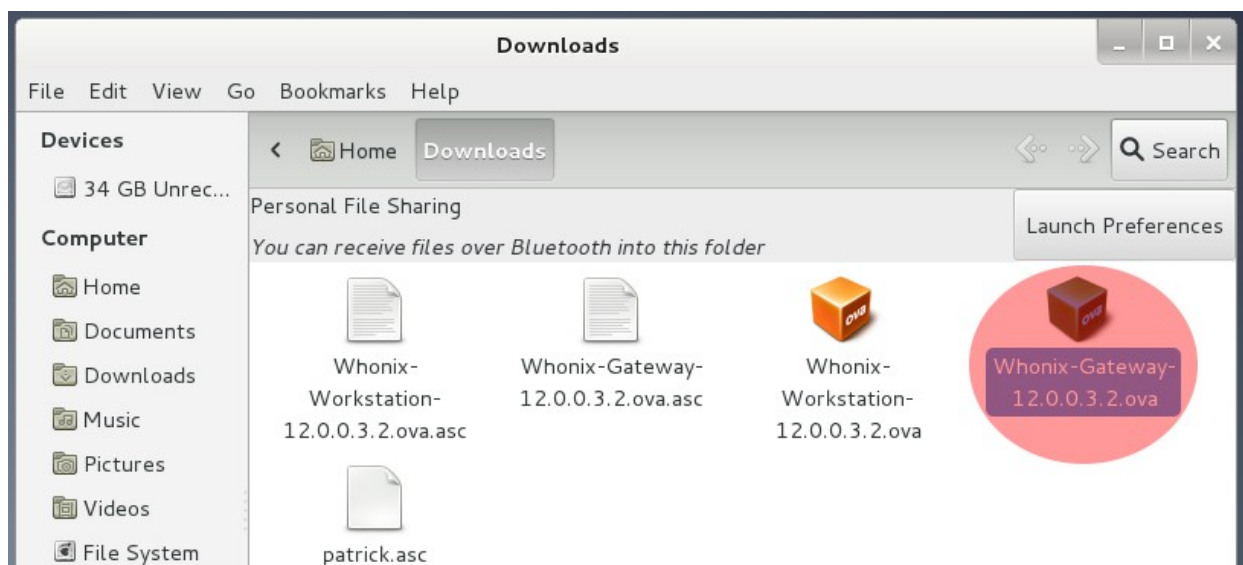 Downloads
File Edit View Go Bookmarks Help
Devices
34 GB Unrec...
Computer
Home
Documents
Downloads
Music
Pictures
Videos
File System
Home Downloads
Search
Personal File Sharing
You can receive files over Bluetooth into this folder
Launch Preferences
Whonix-
Workstation-
12.0.0.3.2.ova.asc
Whonix-Gateway-
12.0.0.3.2.ova.asc
ova
Whonix-
Workstation-
12.0.0.3.2.ova
ova
Whonix-Gateway-
12.0.0.3.2.ova
patrick.asc